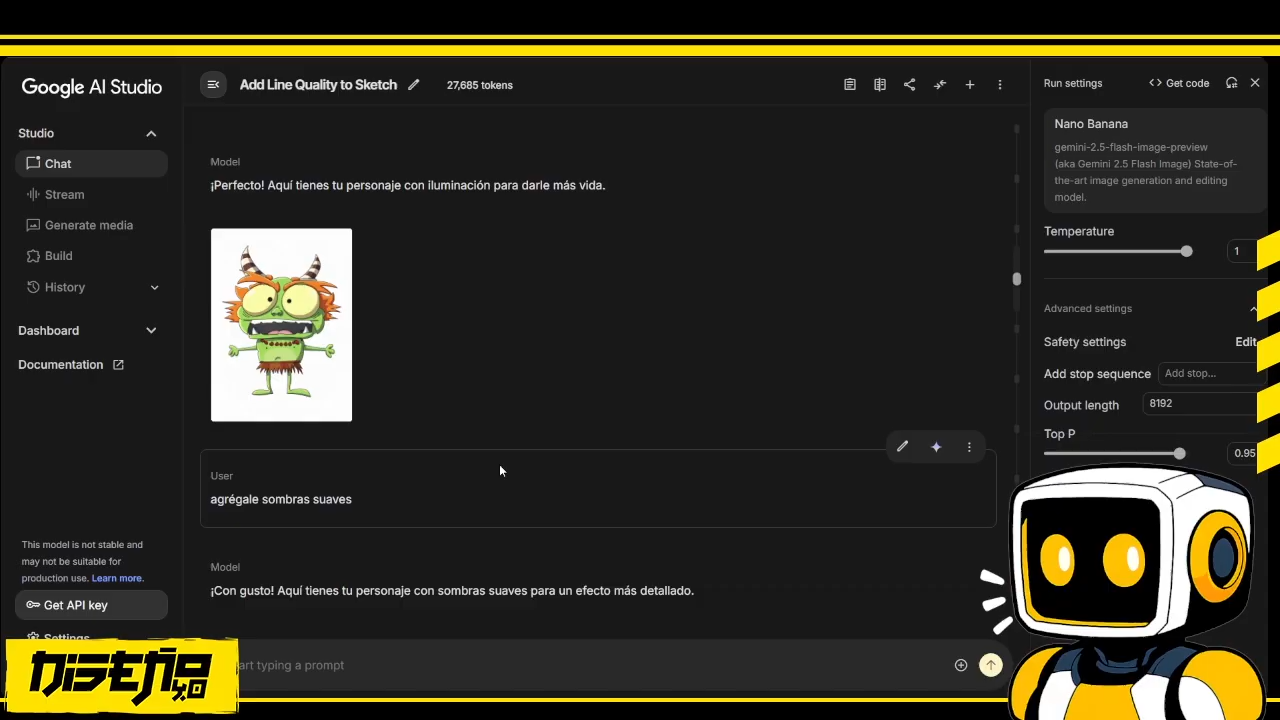 Google AI Studio
Add Line Quality to Sketch
27,685 tokens
Studio
Chat
Stream
Generate media
Build
History
Dashboard
Documentation
This model is not stable and
may not be suitable for
production use. Learn more.
Get API key
Settings
Model
¡Perfecto! Aquí tienes tu personaje con iluminación para darle más vida.
User
agrégale sombras suaves
Model
¡Con gusto! Aquí tienes tu personaje con sombras suaves para un efecto más detallado.
art typing a prompt
Run settings
<> Get code
Nano Banana
gemini-2.5-flash-image-preview
(aka Gemini 2.5 Flash Image) State-of-
the-art image generation and editing
model.
Temperature
1
Advanced settings
Safety settings
Edit
Add stop sequence
Add stop...
Output length
8192
Top P
0.95